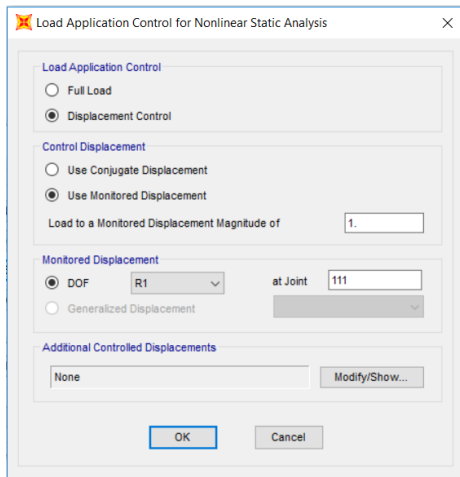 Load Application Control for Nonlinear Static Analysis
Load Application Control
Full Load
Displacement Control
Control Displacement
Use Conjugate Displacement
Use Monitored Displacement
Load to a Monitored Displacement Magnitude of 1.
Monitored Displacement
DOF R1 at Joint 111
Generalized Displacement
Additional Controlled Displacements
None Modify/Show...
OK Cancel